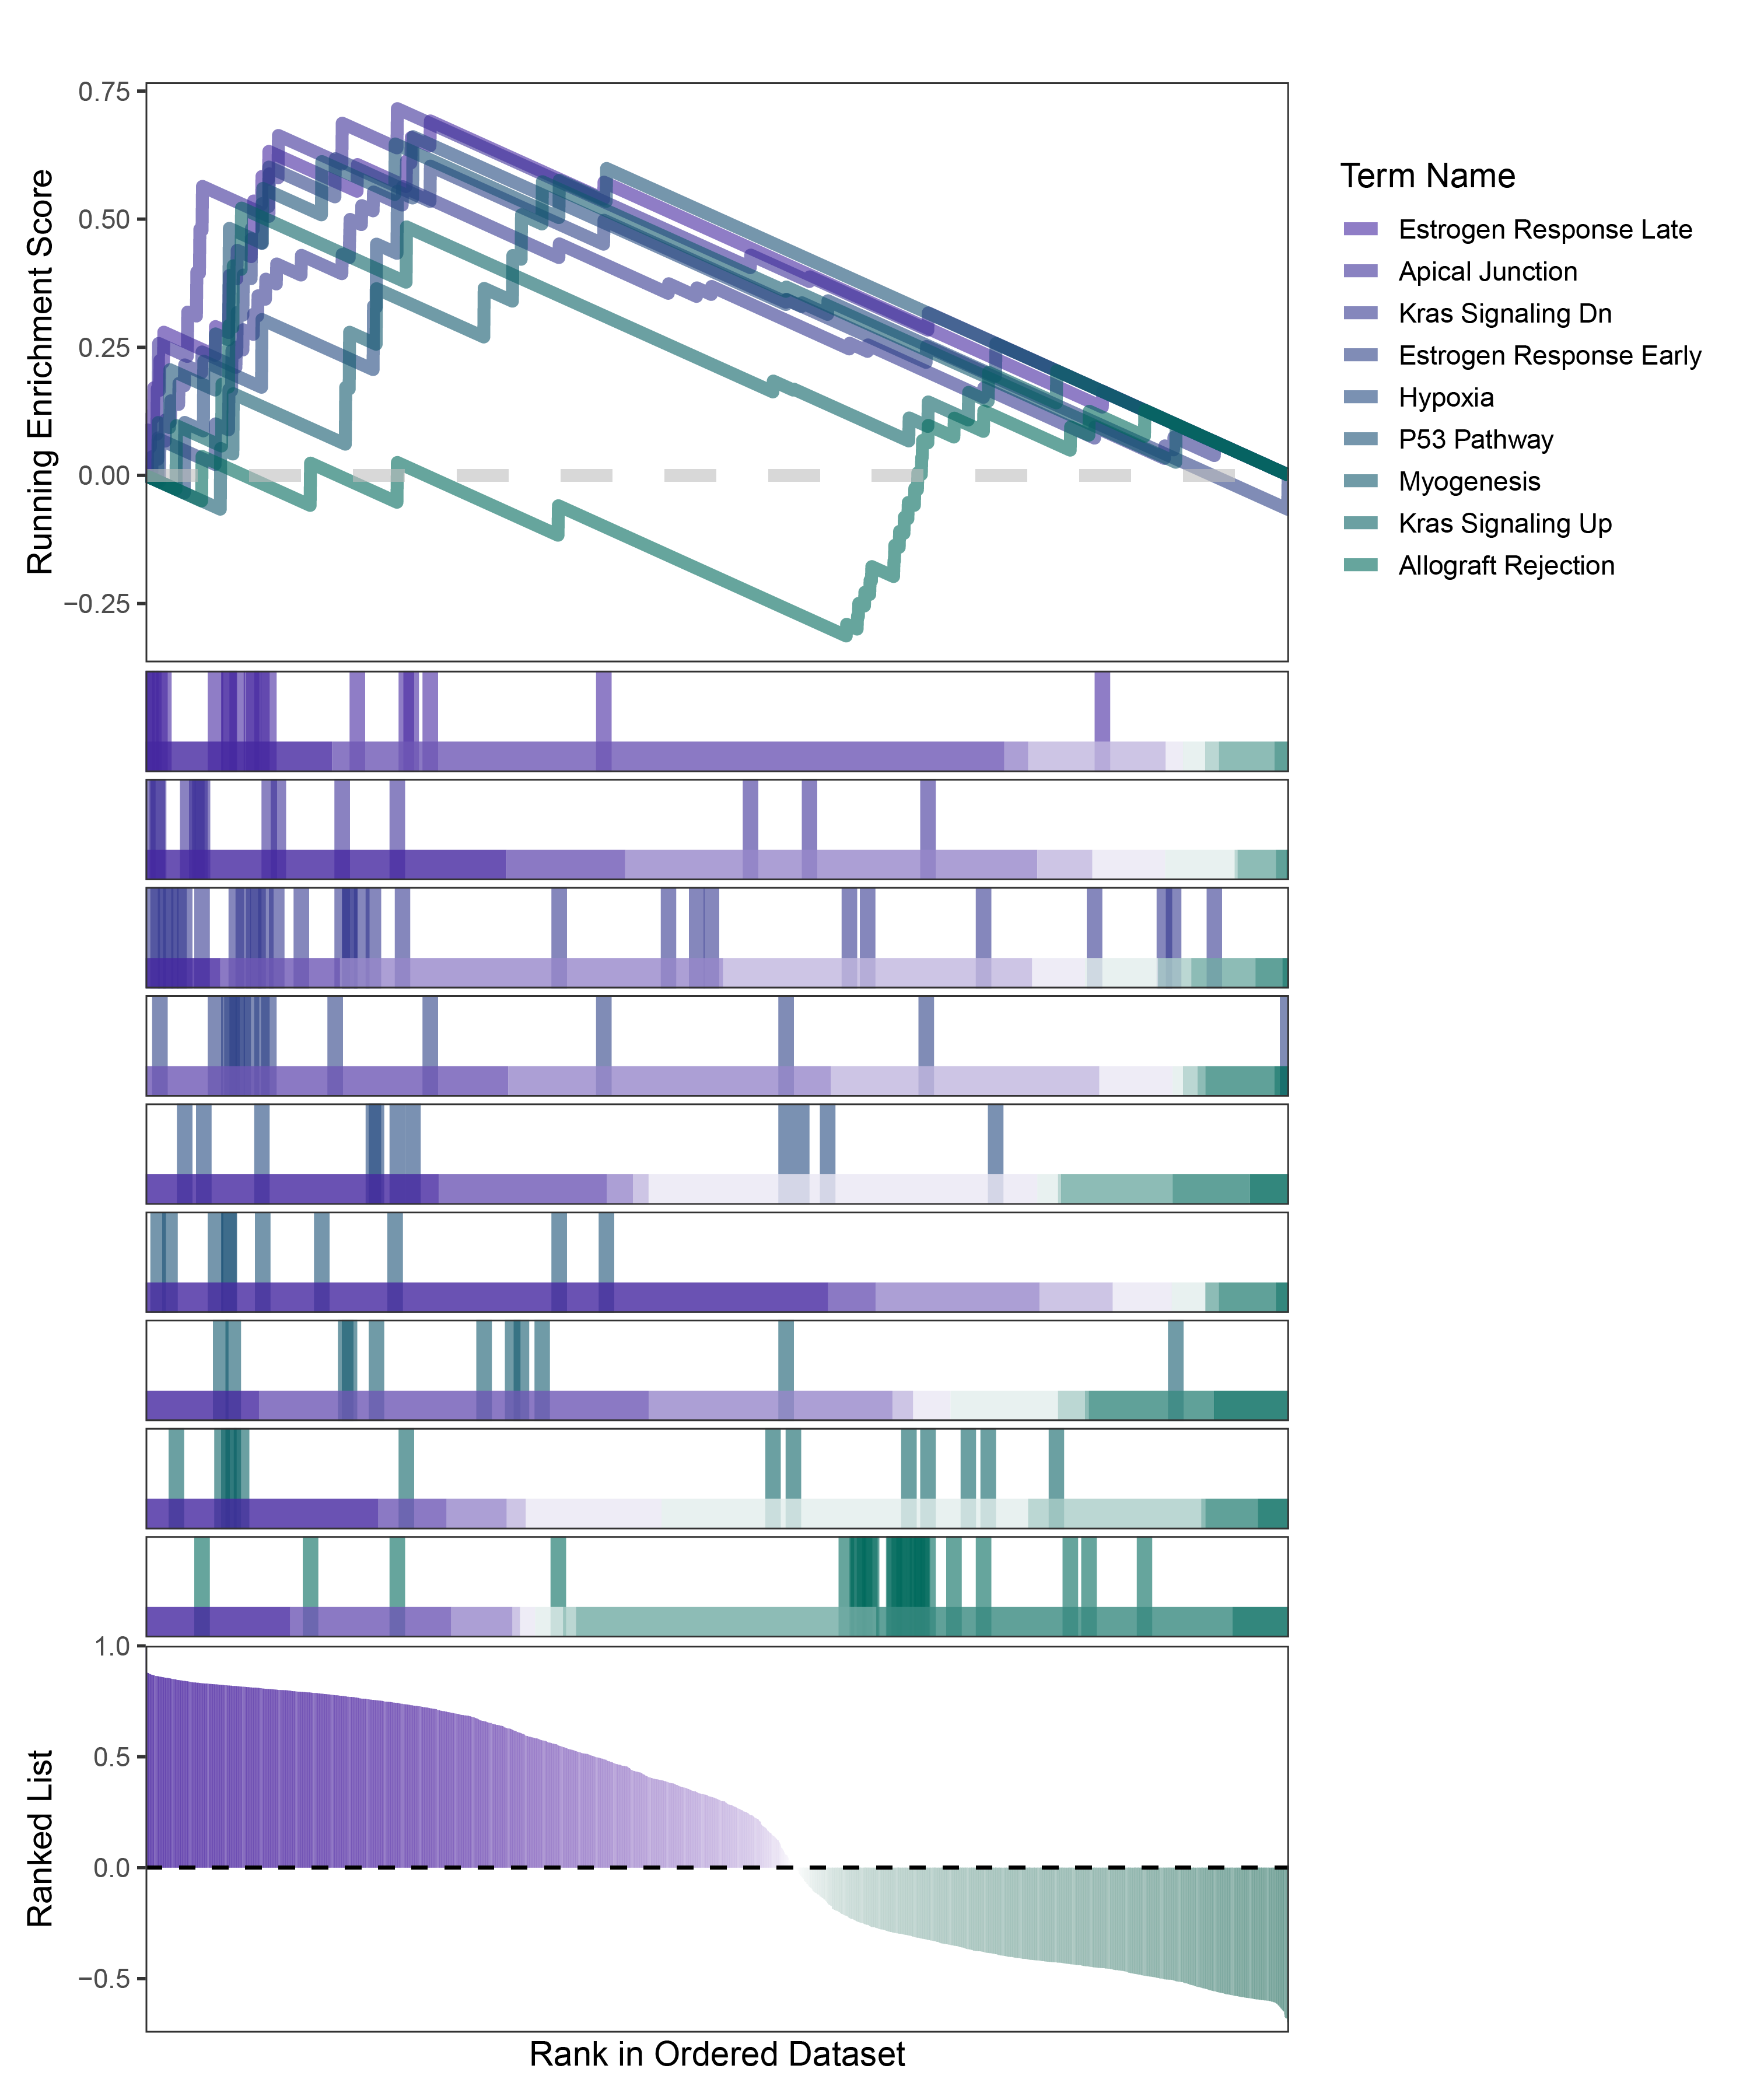 0.75
0.50
0.25
0.00
−0.25
Running Enrichment Score
Term Name
Estrogen Response Late
Apical Junction
Kras Signaling Dn
Estrogen Response Early
Hypoxia
P53 Pathway
Myogenesis
Kras Signaling Up
Allograft Rejection
1.0
0.5
0.0
−0.5
Ranked List
Rank in Ordered Dataset